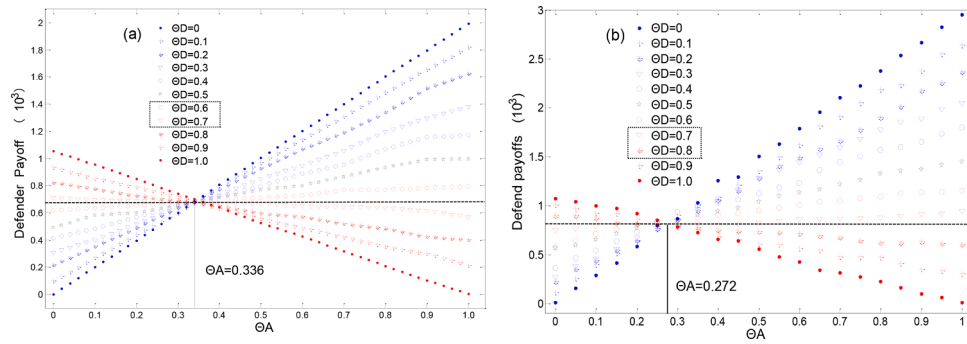 (a)
Defender Payoff ( 10^3)
2
1.8
1.6
1.4
1.2
1
0.8
0.6
0.4
0.2
0
ΘD=0
ΘD=0.1
ΘD=0.2
ΘD=0.3
ΘD=0.4
ΘD=0.5
ΘD=0.6
ΘD=0.7
ΘD=0.8
ΘD=0.9
ΘD=1.0
ΘA=0.336
0 0.1 0.2 0.3 0.4 0.5 0.6 0.7 0.8 0.9 1.0
ΘA
(b)
Defend payoffs (10^3)
3
2
1.5
1
0.5
0
ΘD=0
ΘD=0.1
ΘD=0.2
ΘD=0.3
ΘD=0.4
ΘD=0.5
ΘD=0.6
ΘD=0.7
ΘD=0.8
ΘD=0.9
ΘD=1.0
ΘA=0.272
0 0.1 0.2 0.3 0.4 0.5 0.6 0.7 0.8 0.9 1
ΘA